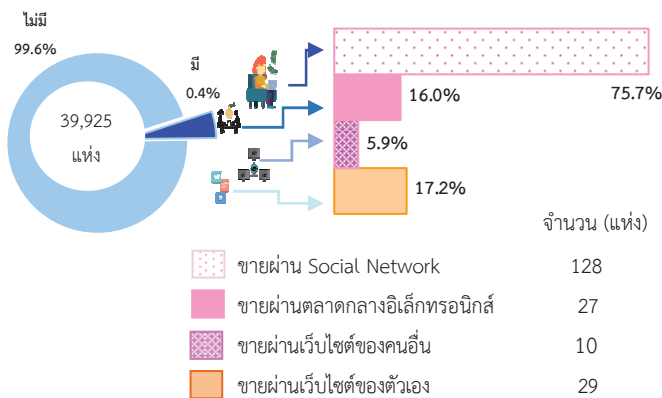 ไม่มี
99.6%
มี
0.4%
39,925
แห่ง
75.7%
16.0%
5.9%
17.2%
จำนวน (แห่ง)
ขายผ่าน Social Network 128
ขายผ่านตลาดกลางอิเล็กทรอนิกส์ 27
ขายผ่านเว็บไซต์ของคนอื่น 10
ขายผ่านเว็บไซต์ของตัวเอง 29